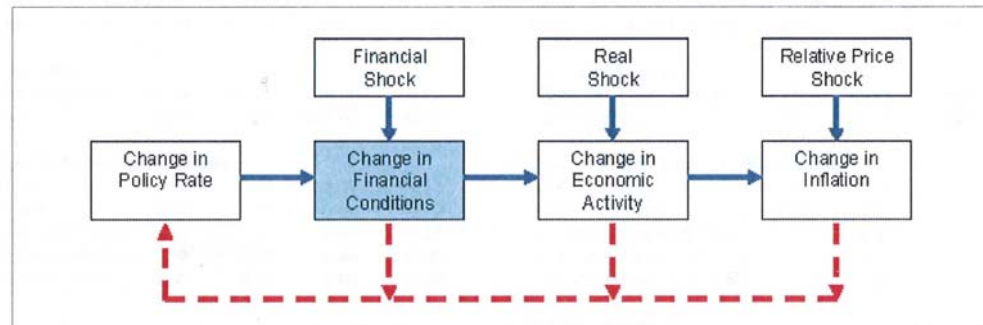 Financial
Shock
Real
Shock
Relative Price
Shock
Change in
Policy Rate
Change in
Financial
Conditions
Change in
Economic
Activity
Change in
Inflation